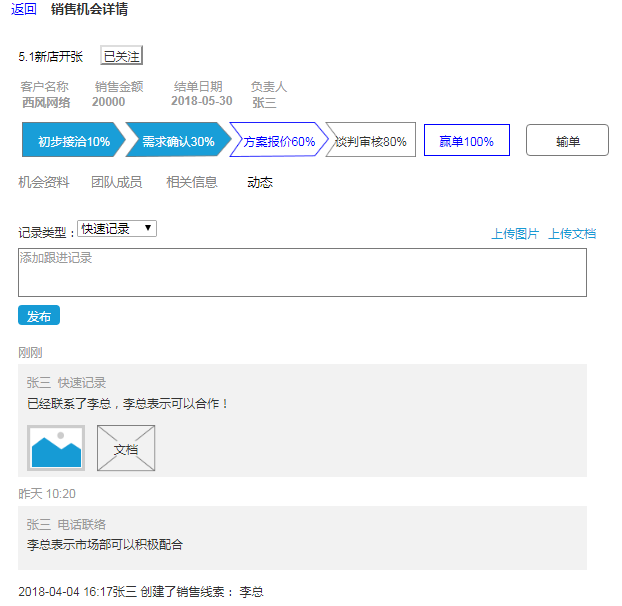 返回 销售机会详情
5.1新店开张 已关注
客户名称 销售金额 结单日期 负责人
西风网络 20000 2018-05-30 张三
初步接洽10% 需求确认30% 方案报价60% 谈判审核80% 赢单100% 输单
机会资料 团队成员 相关信息 动态
记录类型：快速记录 ▼ 上传图片 上传文档
添加跟进记录
发布
刚刚
张三 快速记录
已经联系了李总，李总表示可以合作！
文档
昨天 10:20
张三 电话联络
李总表示市场部可以积极配合
2018-04-04 16:17张三 创建了销售线索： 李总